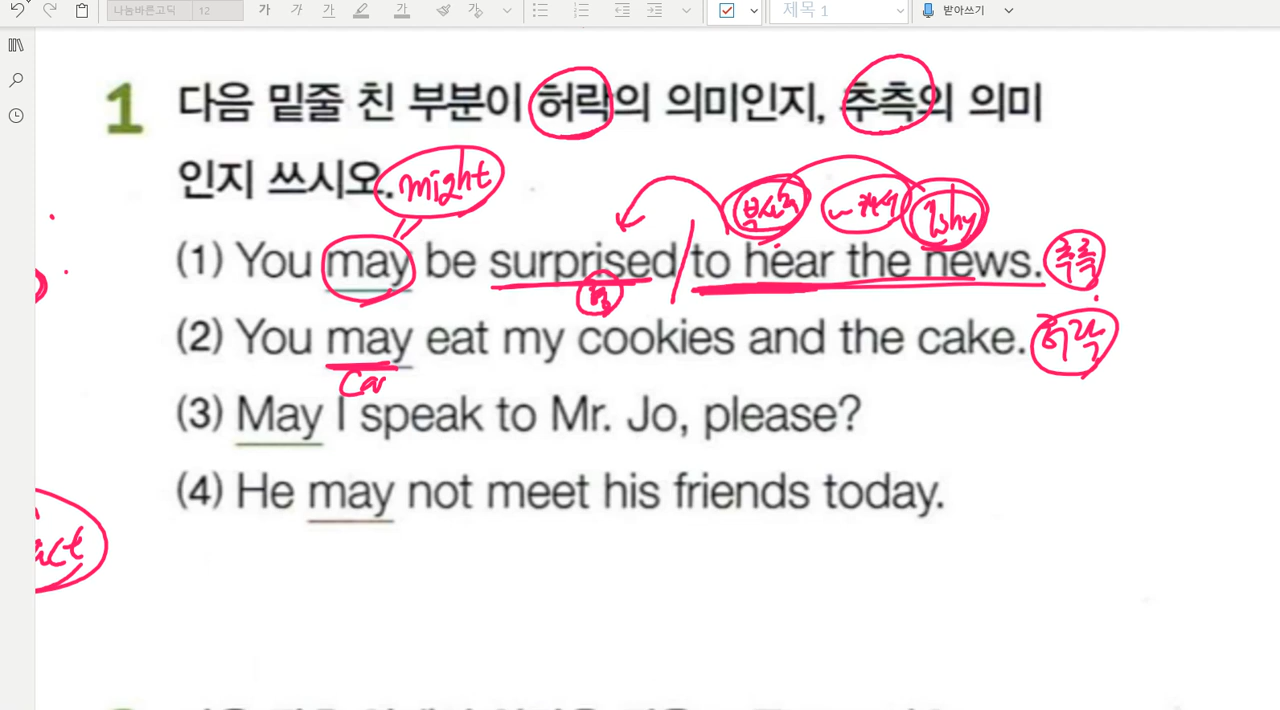 나눔바른고딕 12 가 가 가 가 가 제목 1 받아쓰기
1 다음 밑줄 친 부분이 허락의 의미인지, 추측의 의미
인지 쓰시오. might
부사적 ~해서 why
(1) You may be surprised to hear the news. 추측
형
(2) You may eat my cookies and the cake. 허락
Can
(3) May I speak to Mr. Jo, please?
(4) He may not meet his friends today.